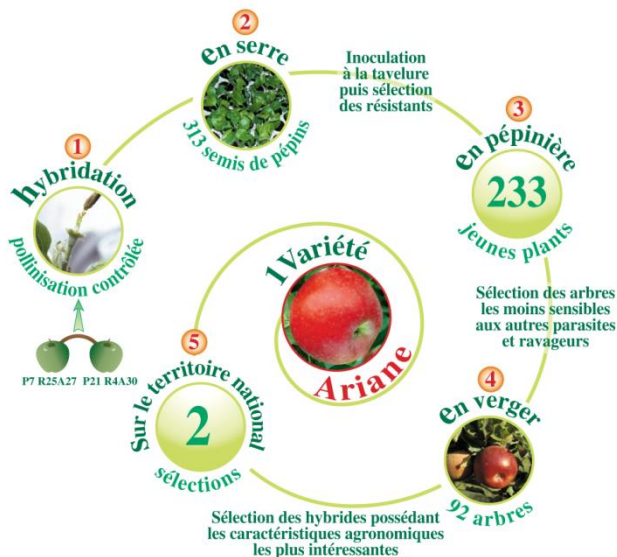 1
hybridation
pollinisation contrôlée
P7 R25A27 P21 R4A30
2
en serre
313 semis de pépins
Inoculation
à la tavelure
puis sélection
des résistants
3
en pépinière
233
jeunes plants
Sélection des arbres
les moins sensibles
aux autres parasites
et ravageurs
4
en verger
92 arbres
Sélection des hybrides possédant
les caractéristiques agronomiques
les plus intéressantes
5
Sur le territoire national
2
sélections
1 Variété
Ariane